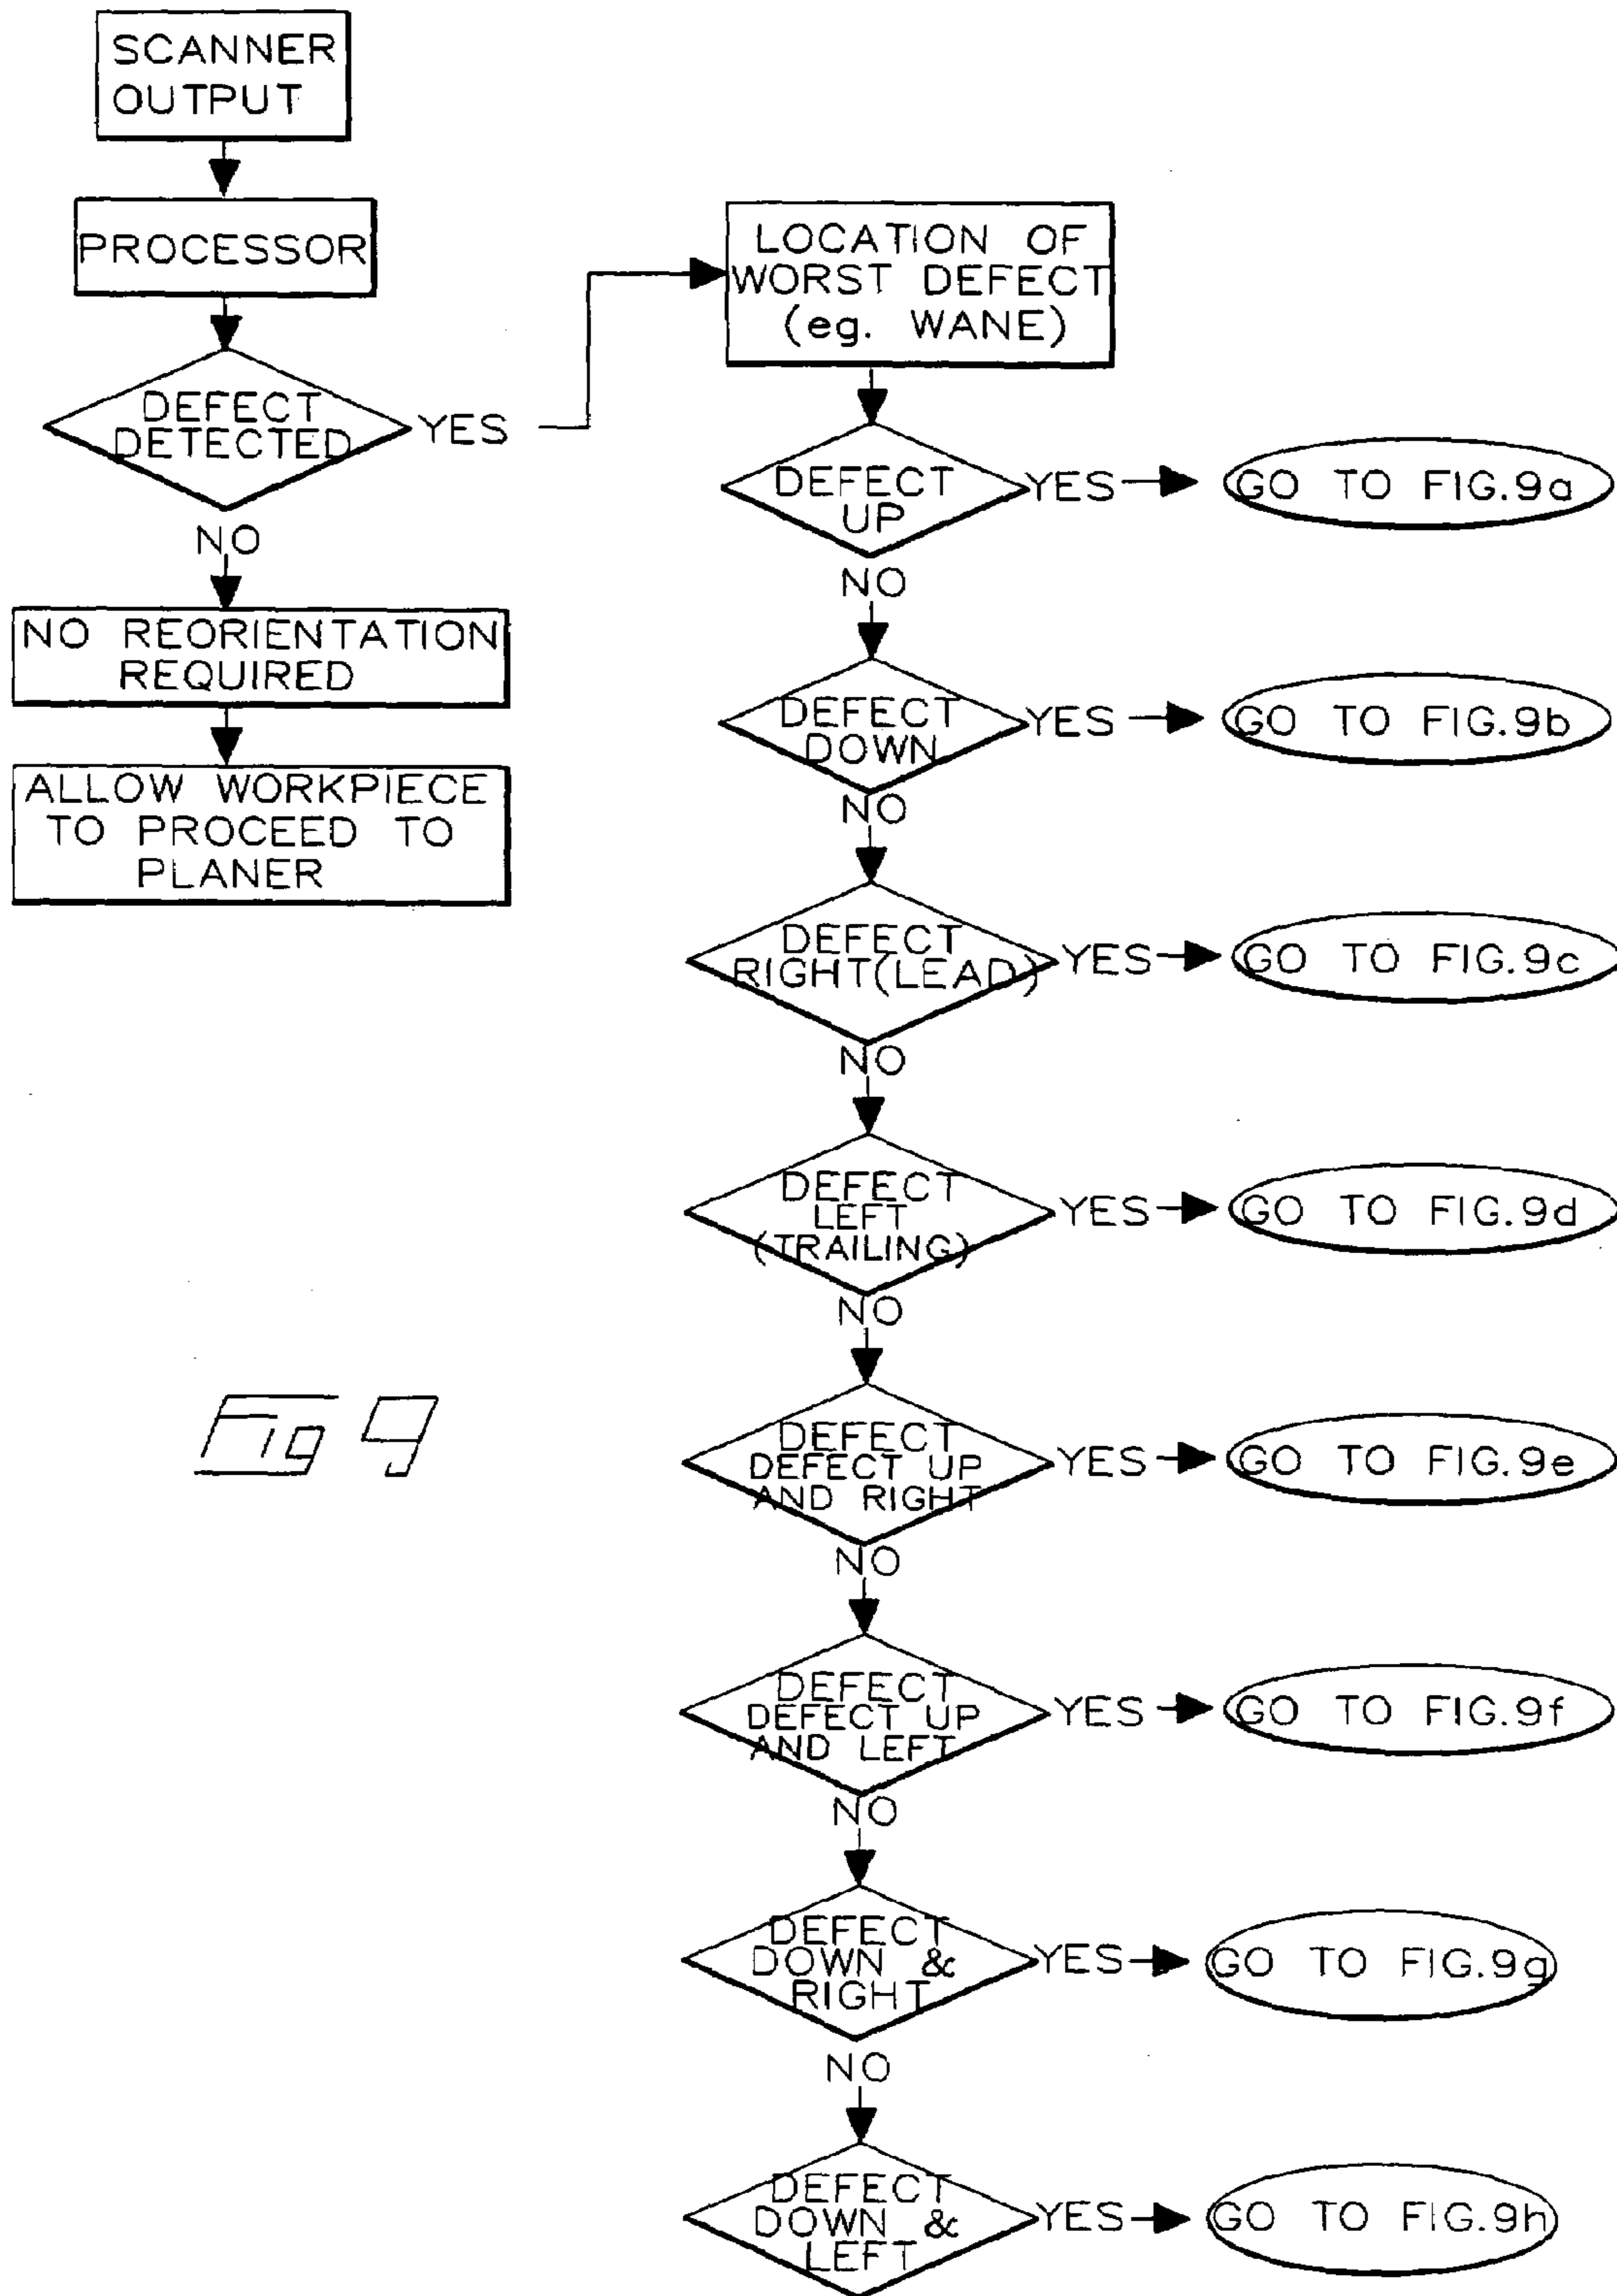 SCANNER
OUTPUT
PROCESSOR
DEFECT
DETECTED
YES
NO
NO REORIENTATION
REQUIRED
ALLOW WORKPIECE
TO PROCEED TO
PLANER
LOCATION OF
WORST DEFECT
(eg. WANE)
DEFECT
UP
YES
GO TO FIG.9a
NO
DEFECT
DOWN
YES
GO TO FIG.9b
NO
DEFECT
RIGHT(LEAD)
YES
GO TO FIG.9c
NO
DEFECT
LEFT
(TRAILING)
YES
GO TO FIG.9d
NO
DEFECT
DEFECT UP
AND RIGHT
YES
GO TO FIG.9e
NO
DEFECT
DEFECT UP
AND LEFT
YES
GO TO FIG.9f
NO
DEFECT
DOWN &
RIGHT
YES
GO TO FIG.9g
NO
DEFECT
DOWN &
LEFT
YES
GO TO FIG.9h
Fig 9